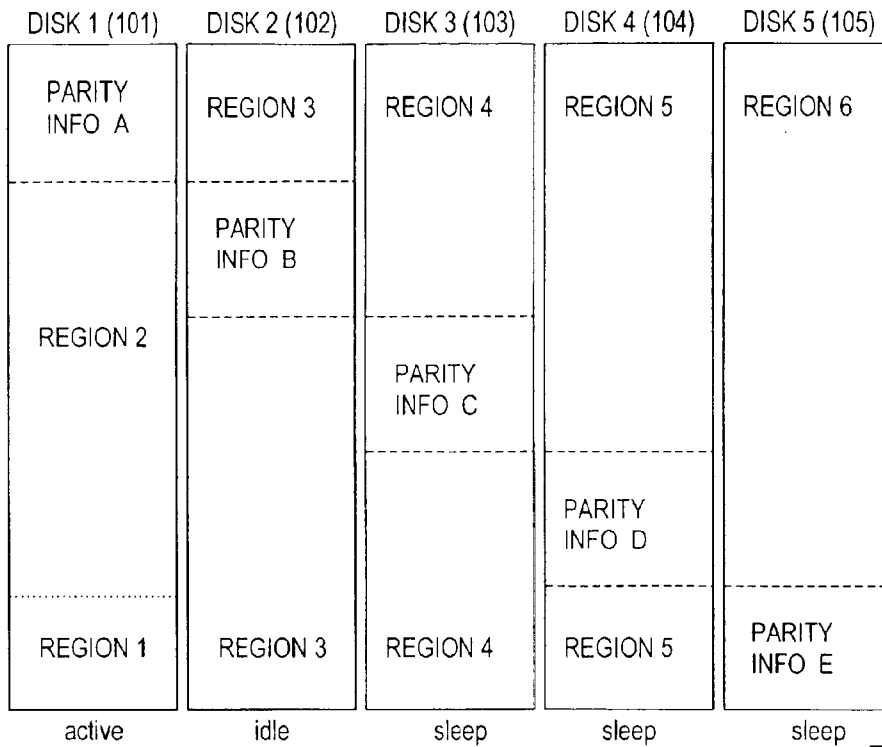 DISK 1 (101) DISK 2 (102) DISK 3 (103) DISK 4 (104) DISK 5 (105)
PARITY
INFO A
REGION 3
REGION 4
REGION 5
REGION 6
PARITY
INFO B
REGION 2
PARITY
INFO C
PARITY
INFO D
REGION 1
REGION 3
REGION 4
REGION 5
PARITY
INFO E
active idle sleep sleep sleep